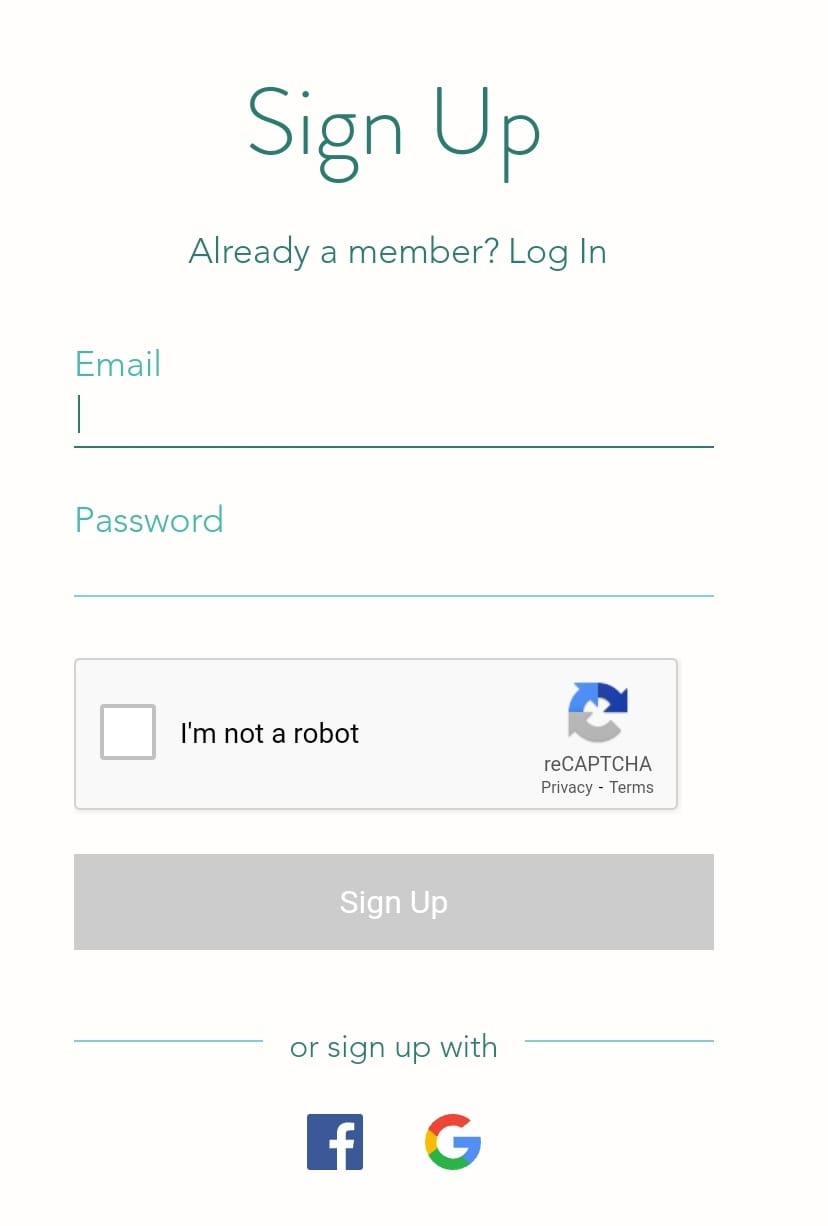 Sign Up
Already a member? Log In
Email
Password
I'm not a robot
reCAPTCHA
Privacy - Terms
Sign Up
or sign up with